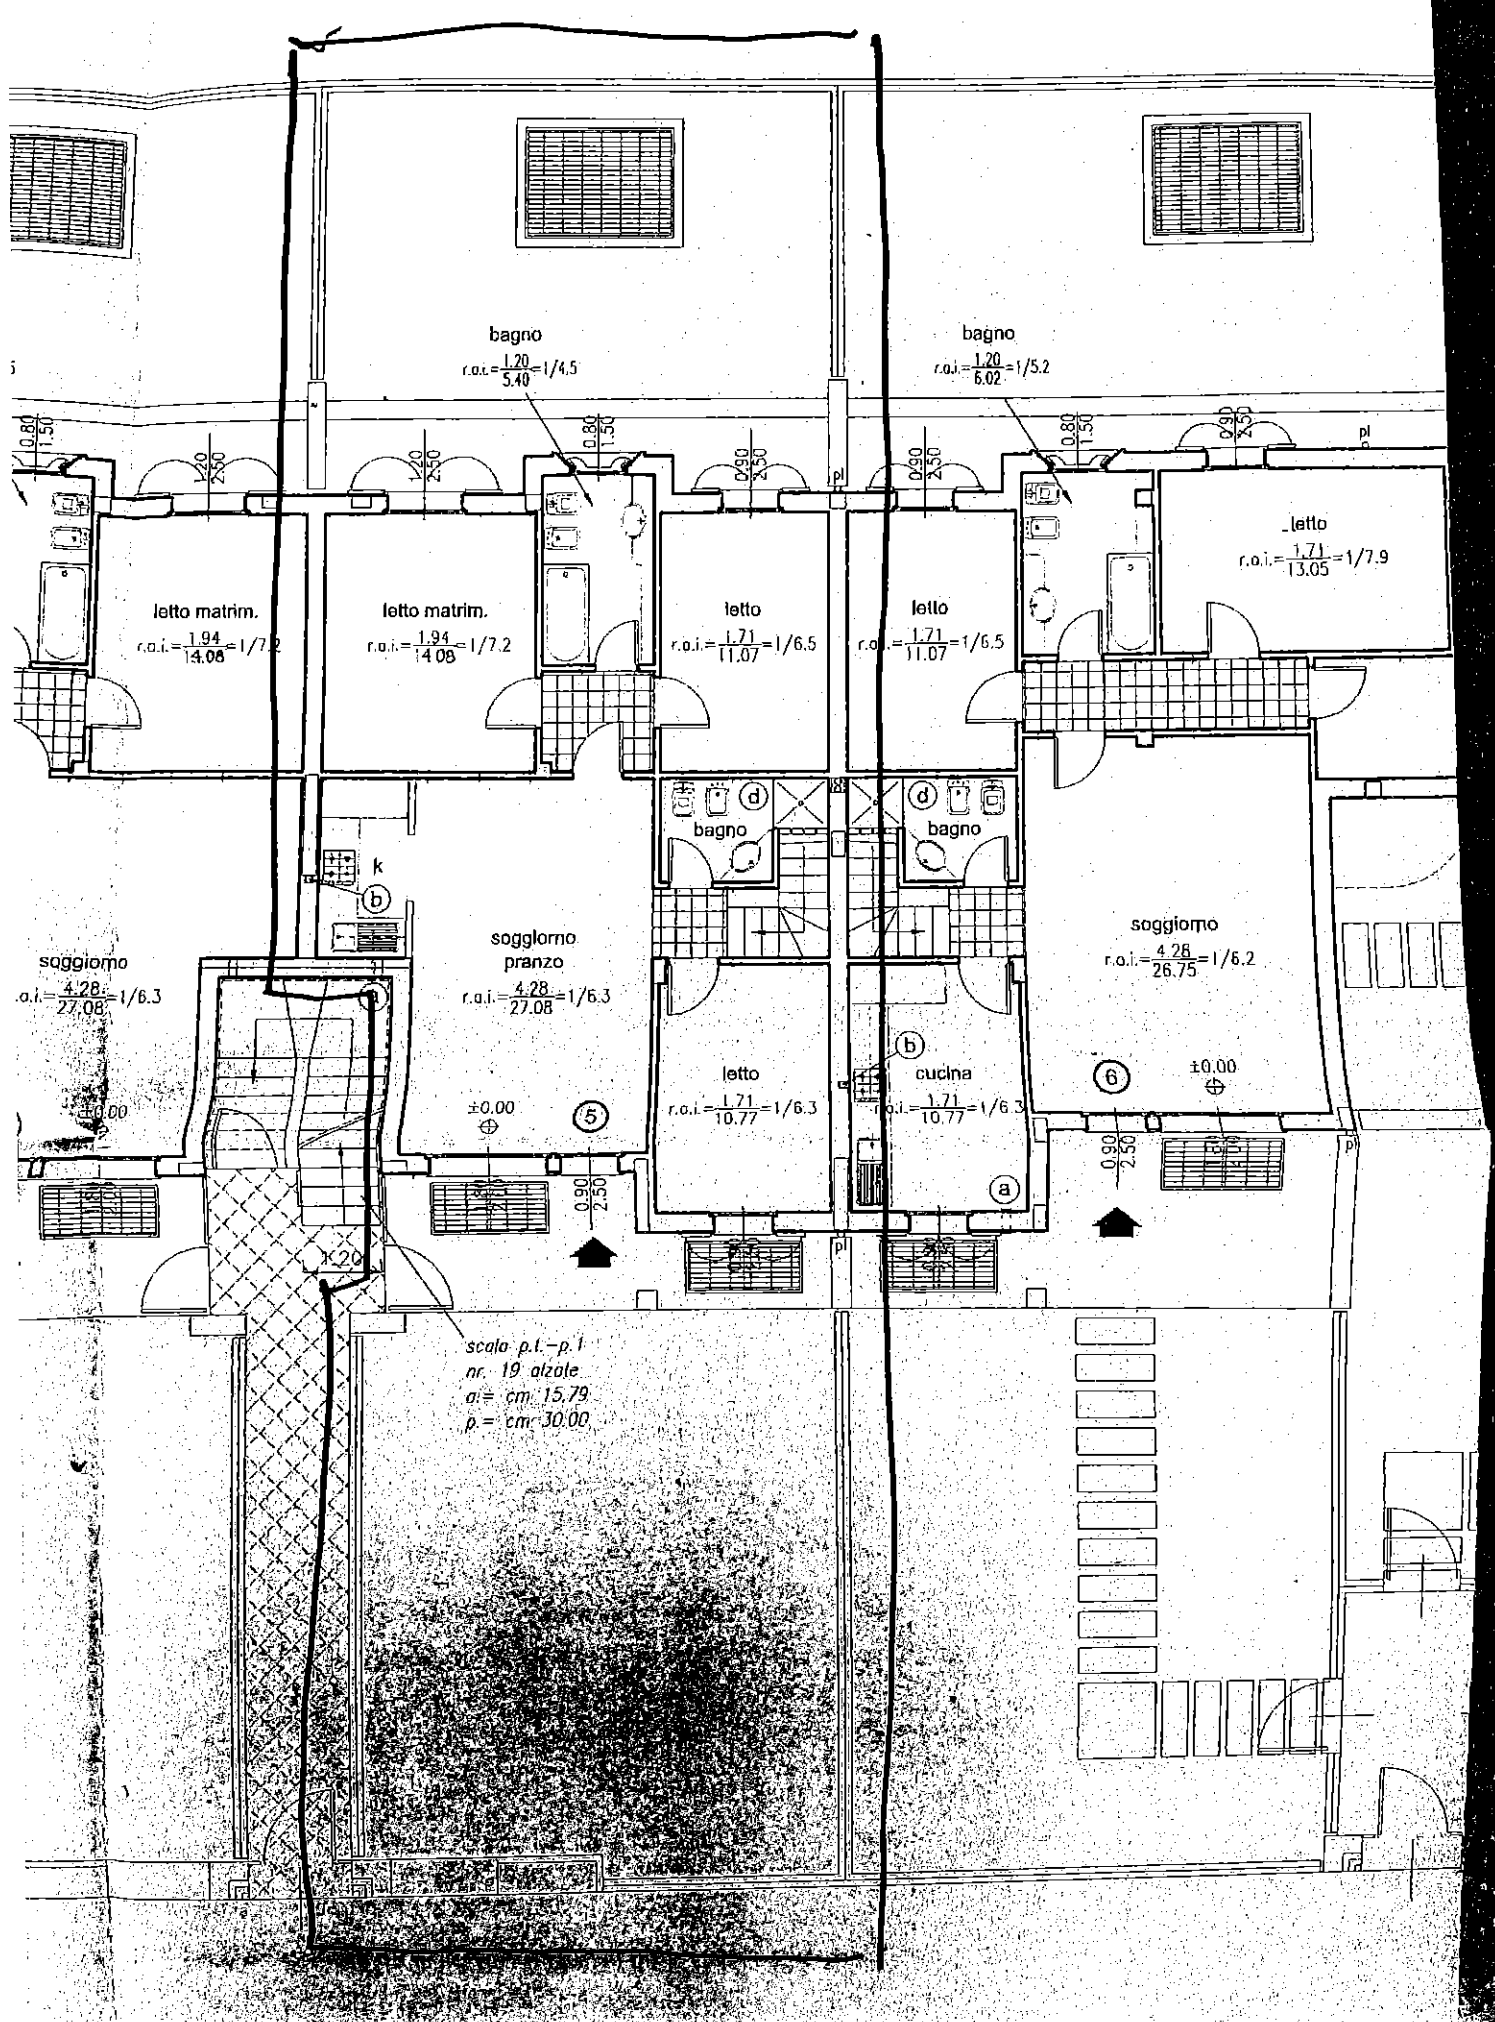 bagno
r.a.i.=1.20/5.40=1/4.5
bagno
r.a.i.=1.20/6.02=1/5.2
0.80
1.50
1.20
2.50
1.20
2.50
0.80
1.50
0.90
2.50
pl
0.90
2.50
0.80
1.50
0.90
2.50
pl
letto matrim.
r.a.i.=1.94/14.08=1/7.2
letto matrim.
r.a.i.=1.94/14.08=1/7.2
letto
r.a.i.=1.71/11.07=1/6.5
letto
r.a.i.=1.71/11.07=1/6.5
letto
r.a.i.=1.71/13.05=1/7.9
d
bagno
d
bagno
k
b
soggiorno
.a.i.=4.28/27.08=1/6.3
soggiorno
pranzo
r.a.i.=4.28/27.08=1/6.3
soggiorno
r.a.i.=4.28/26.75=1/6.2
letto
r.a.i.=1.71/10.77=1/6.3
b
cucina
r.a.i.=1.71/10.77=1/6.3
±0.00
±0.00
5
6
±0.00
0.90
2.50
a
0.90
2.50
pl
pl
1.20
scala p.t.-p.1
nr. 19 alzate
a.= cm 15.79
p.= cm 30.00